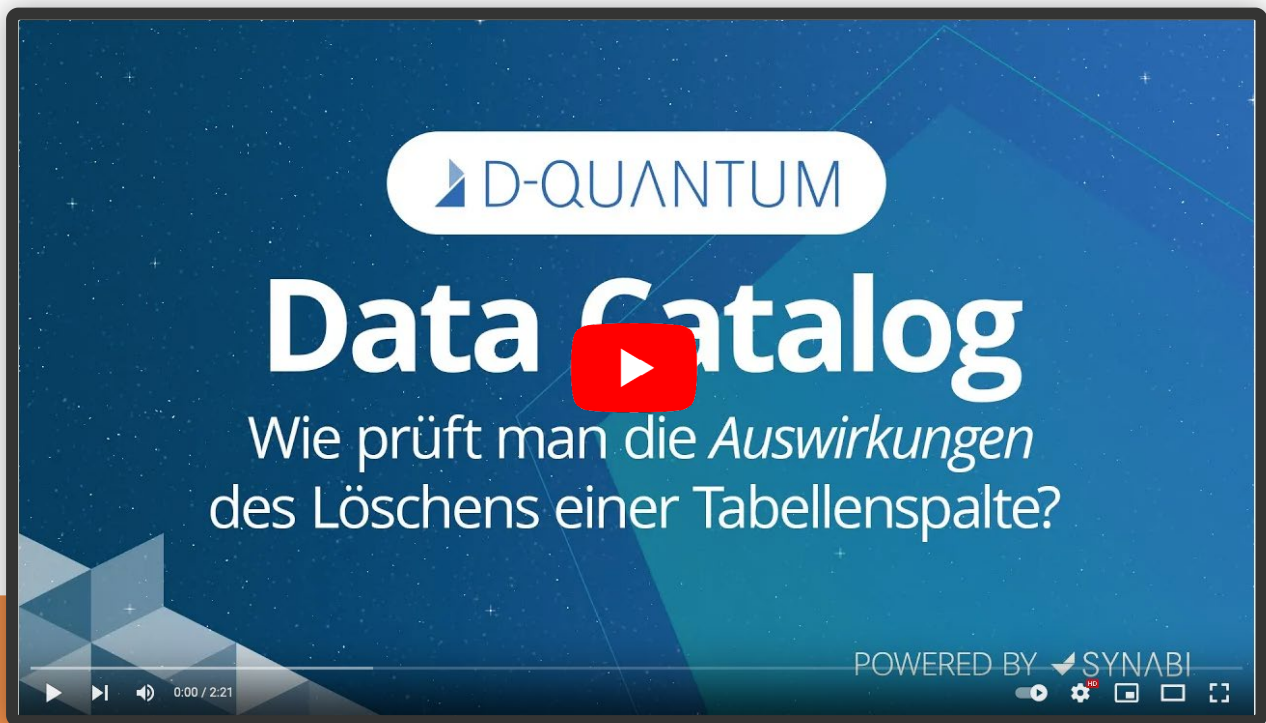 D-QUANTUM
Data Catalog
Wie prüft man die Auswirkungen
des Löschens einer Tabellenspalte?
POWERED BY SYNABI
0:00 / 2:21
HD